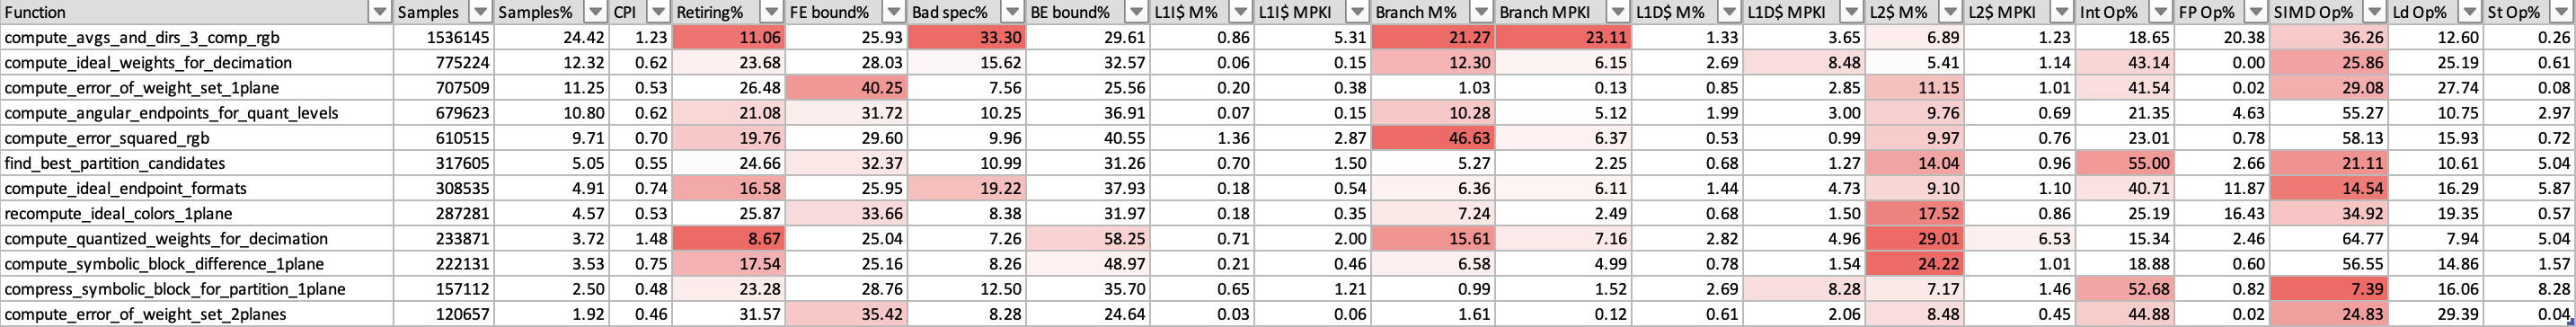 Function Samples Samples% CPI Retiring% FE bound% Bad spec% BE bound% L1I$ M% L1I$ MPKI Branch M% Branch MPKI L1D$ M% L1D$ MPKI L2$ M% L2$ MPKI Int Op% FP Op% SIMD Op% Ld Op% St Op%
compute_avgs_and_dirs_3_comp_rgb 1536145 24.42 1.23 11.06 25.93 33.30 29.61 0.86 5.31 21.27 23.11 1.33 3.65 6.89 1.23 18.65 20.38 36.26 12.60 0.26
compute_ideal_weights_for_decimation 775224 12.32 0.62 23.68 28.03 15.62 32.57 0.06 0.15 12.30 6.15 2.69 8.48 5.41 1.14 43.14 0.00 25.86 25.19 0.61
compute_error_of_weight_set_1plane 707509 11.25 0.53 26.48 40.25 7.56 25.56 0.20 0.38 1.03 0.13 0.85 2.85 11.15 1.01 41.54 0.02 29.08 27.74 0.08
compute_angular_endpoints_for_quant_levels 679623 10.80 0.62 21.08 31.72 10.25 36.91 0.07 0.15 10.28 5.12 1.99 3.00 9.76 0.69 21.35 4.63 55.27 10.75 2.97
compute_error_squared_rgb 610515 9.71 0.70 19.76 29.60 9.96 40.55 1.36 2.87 46.63 6.37 0.53 0.99 9.97 0.76 23.01 0.78 58.13 15.93 0.72
find_best_partition_candidates 317605 5.05 0.55 24.66 32.37 10.99 31.26 0.70 1.50 5.27 2.25 0.68 1.27 14.04 0.96 55.00 2.66 21.11 10.61 5.04
compute_ideal_endpoint_formats 308535 4.91 0.74 16.58 25.95 19.22 37.93 0.18 0.54 6.36 6.11 1.44 4.73 9.10 1.10 40.71 11.87 14.54 16.29 5.87
recompute_ideal_colors_1plane 287281 4.57 0.53 25.87 33.66 8.38 31.97 0.18 0.35 7.24 2.49 0.68 1.50 17.52 0.86 25.19 16.43 34.92 19.35 0.57
compute_quantized_weights_for_decimation 233871 3.72 1.48 8.67 25.04 7.26 58.25 0.71 2.00 15.61 7.16 2.82 4.96 29.01 6.53 15.34 2.46 64.77 7.94 5.04
compute_symbolic_block_difference_1plane 222131 3.53 0.75 17.54 25.16 8.26 48.97 0.21 0.46 6.58 4.99 0.78 1.54 24.22 1.01 18.88 0.60 56.55 14.86 1.57
compress_symbolic_block_for_partition_1plane 157112 2.50 0.48 23.28 28.76 12.50 35.70 0.65 1.21 0.99 1.52 2.69 8.28 7.17 1.46 52.68 0.82 7.39 16.06 8.28
compute_error_of_weight_set_2planes 120657 1.92 0.46 31.57 35.42 8.28 24.64 0.03 0.06 1.61 0.12 0.61 2.06 8.48 0.45 44.88 0.02 24.83 29.39 0.04